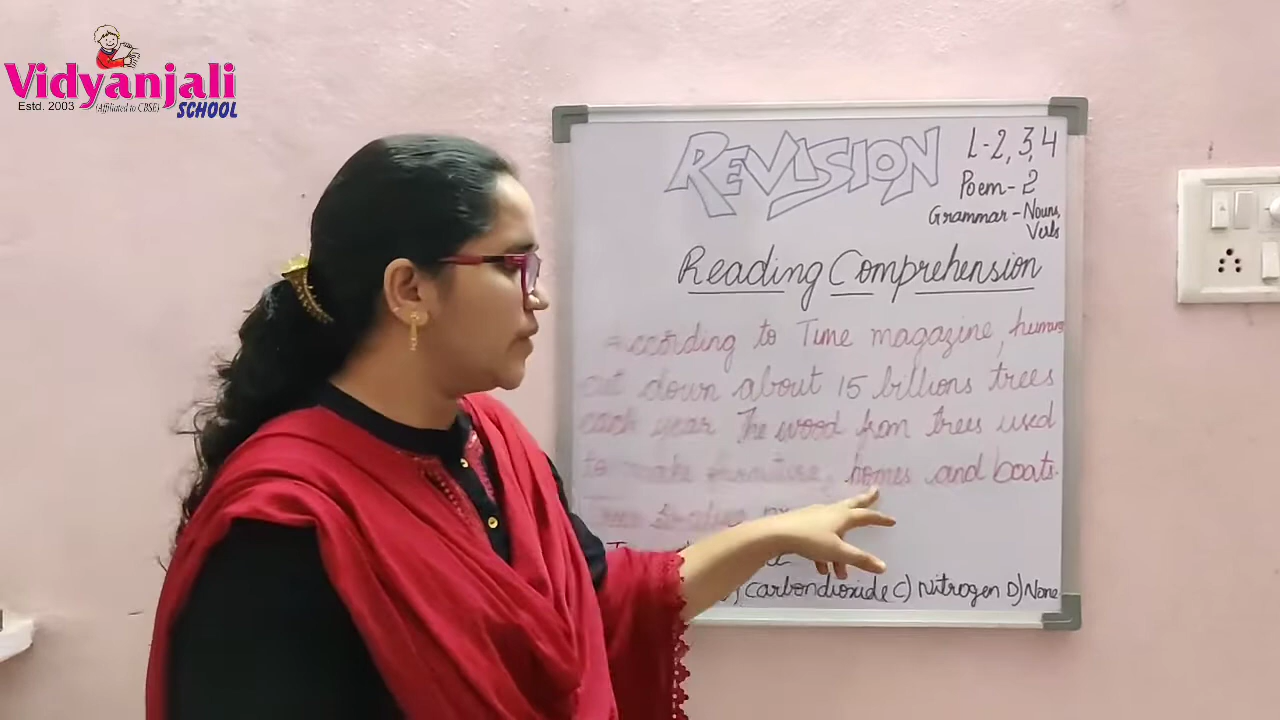 Vidyanjali
Estd. 2003 (Affiliated to CBSE) SCHOOL
REVISION
L-2, 3, 4
Poem-2
Grammar-Nouns,
Verbs
Reading Comprehension
According to Time magazine, humans
cut down about 15 billions trees
each year The wood from trees used
to make furniture, homes and boats.
Trees
carbondioxide C) Nitrogen D) None